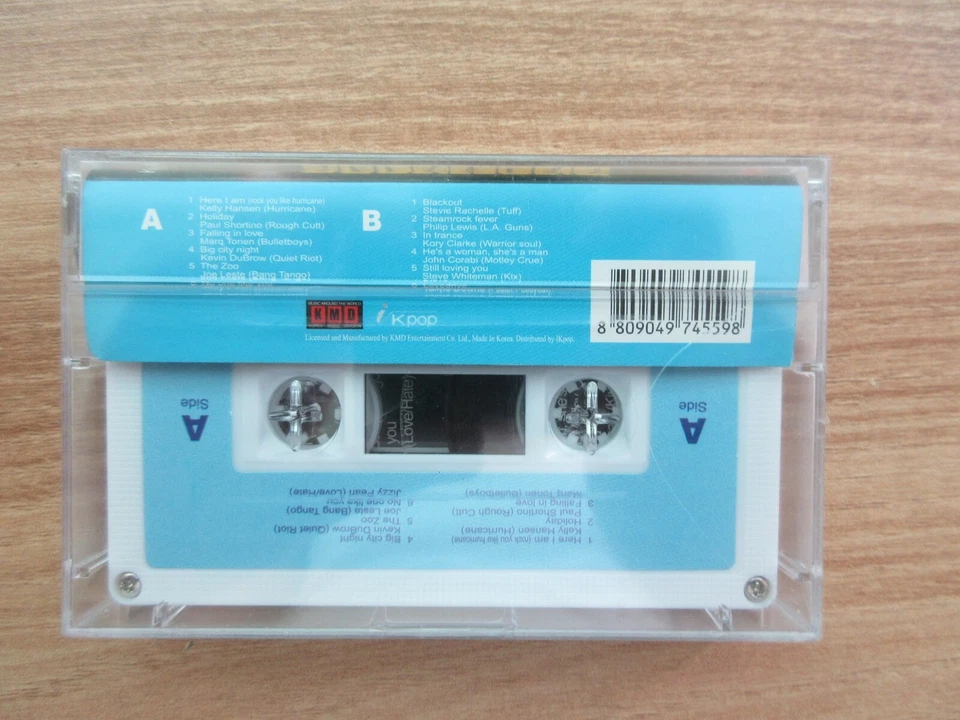 A
1 Here I am (rock you like hurricane)
Kelly Hansen (Hurricane)
2 Holiday
Paul Shortino (Rough Cutt)
3 Falling in love
Marq Torien (Bulletboys)
4 Big city night
Kevin DuBrow (Quiet Riot)
5 The Zoo
Joe Leste (Bang Tango)
B
1 Blackout
Stevie Rachelle (Tuff)
2 Steamrock fever
Philip Lewis (L.A. Guns)
3 In trance
Kory Clarke (Warrior soul)
4 He's a woman, she's a man
John Corabi (Motley Crue)
5 Still loving you
Steve Whiteman (Kix)
MUSIC AROUND THE WORLD
KMD
iKpop
Licensed and Manufactured by KMD Entertainment Co. Ltd., Made in Korea. Distributed by iKpop.
8 809049 745598
A
Side
A
Side
you
(Love/Hate)
1 Here I am (rock you like hurricane)
Kelly Hansen (Hurricane)
2 Holiday
Paul Shortino (Rough Cutt)
3 Falling in love
Marq Torien (Bulletboys)
4 Big city night
Kevin DuBrow (Quiet Riot)
5 The Zoo
Joe Leste (Bang Tango)
6 No one like you
Jizzy Pearl (Love/Hate)